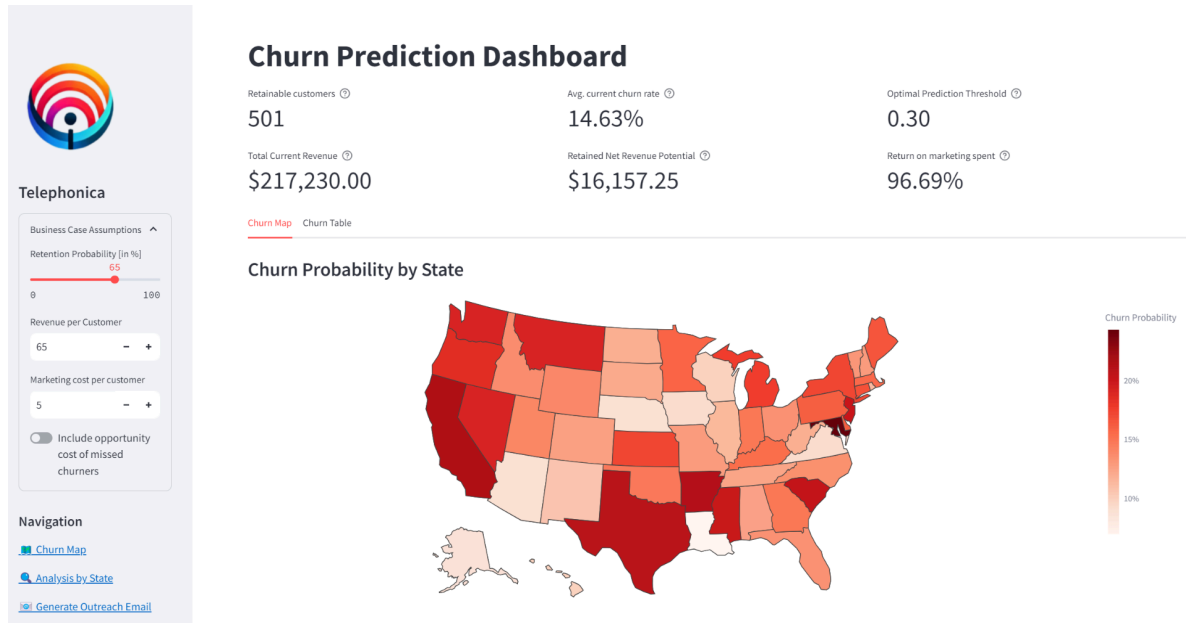 Telephonica
Business Case Assumptions
Retention Probability [in %]
65
0 100
Revenue per Customer
65 - +
Marketing cost per customer
5 - +
Include opportunity
cost of missed
churners
Navigation
Churn Map
Analysis by State
Generate Outreach Email
Churn Prediction Dashboard
Retainable customers Avg. current churn rate Optimal Prediction Threshold
501 14.63% 0.30
Total Current Revenue Retained Net Revenue Potential Return on marketing spent
$217,230.00 $16,157.25 96.69%
Churn Map Churn Table
Churn Probability by State
Churn Probability
20%
15%
10%